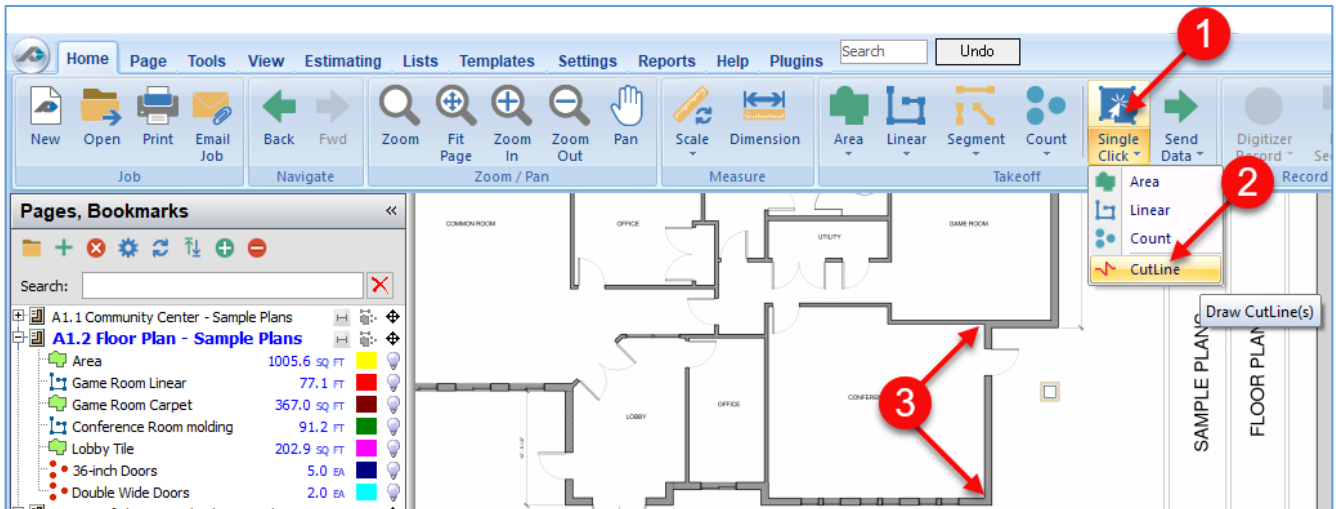 1
Home Page Tools View Estimating Lists Templates Settings Reports Help Plugins Search Undo
New Open Print Email Job Back Fwd Zoom Fit Page Zoom In Zoom Out Pan Scale Dimension Area Linear Segment Count Single Click Send Data Digitizer Record
Job Navigate Zoom / Pan Measure Takeoff Record
Area
2
Linear
Count
CutLine
Draw CutLine(s)
Pages, Bookmarks «
Search:
A1.1 Community Center - Sample Plans
A1.2 Floor Plan - Sample Plans
Area 1005.6 SQ FT
Game Room Linear 77.1 FT
Game Room Carpet 367.0 SQ FT
Conference Room molding 91.2 FT
Lobby Tile 202.9 SQ FT
36-inch Doors 5.0 EA
Double Wide Doors 2.0 EA
COMMON ROOM
OFFICE
UTILITY
GAME ROOM
LOBBY
OFFICE
3
SAMPLE PLANS
FLOOR PLAN